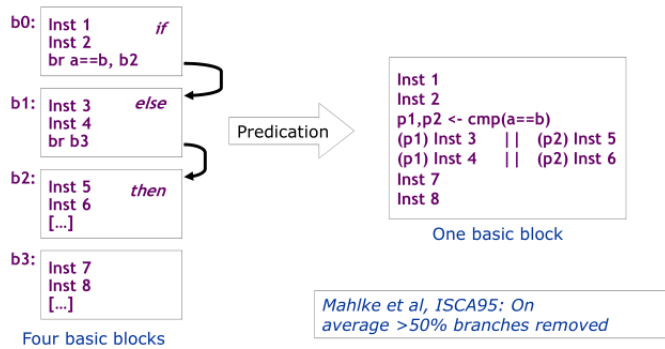 b0:
Inst 1 if
Inst 2
br a==b, b2
b1:
Inst 3 else
Inst 4
br b3
b2:
Inst 5 then
Inst 6
[...]
b3:
Inst 7
Inst 8
[...]
Four basic blocks
Predication
Inst 1
Inst 2
p1,p2 <- cmp(a==b)
(p1) Inst 3 || (p2) Inst 5
(p1) Inst 4 || (p2) Inst 6
Inst 7
Inst 8
One basic block
Mahlke et al, ISCA95: On
average >50% branches removed